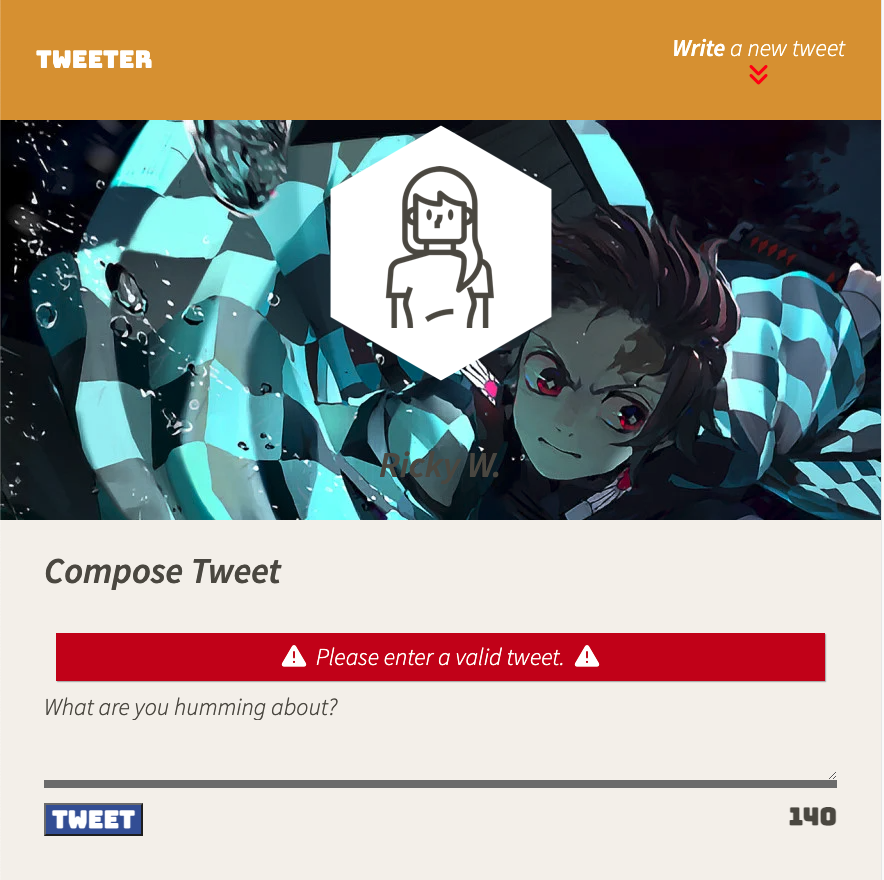 TWEETER
Write a new tweet
Ricky W.
Compose Tweet
Please enter a valid tweet.
What are you humming about?
TWEET
140